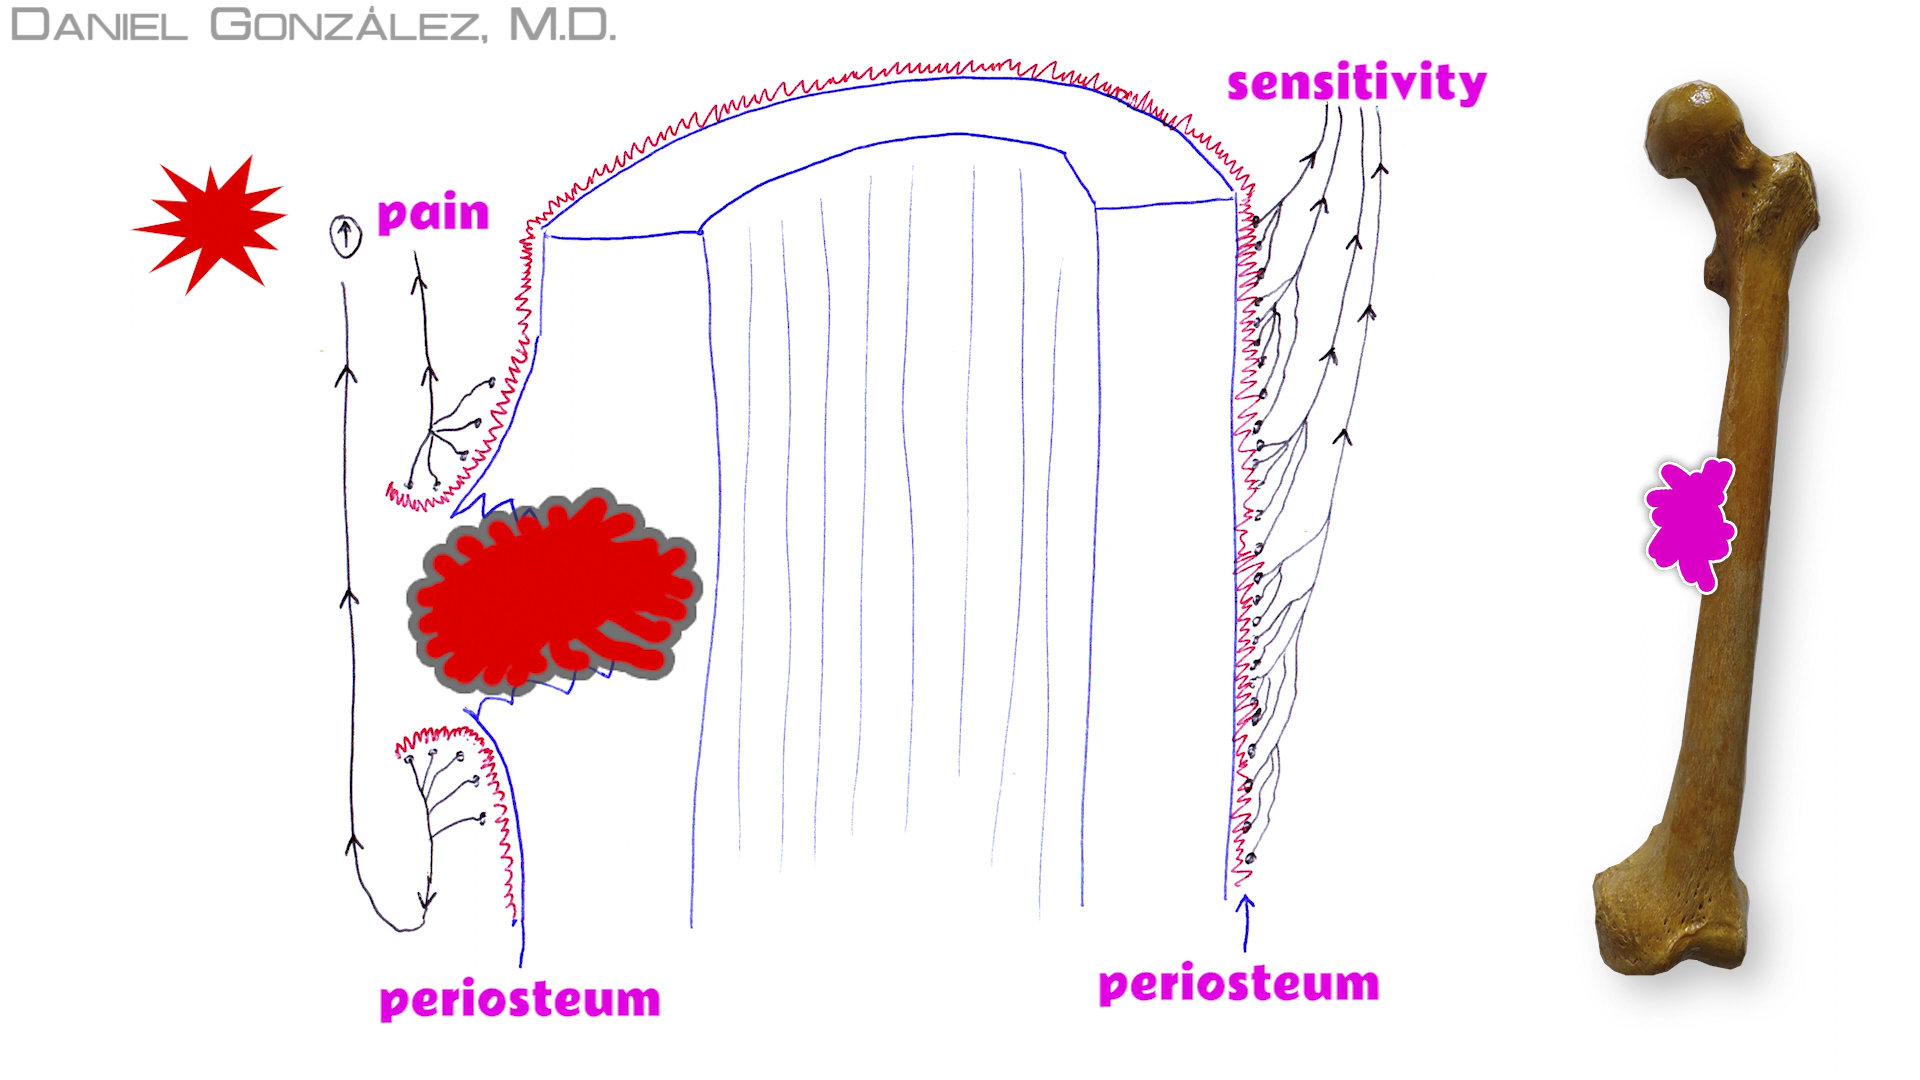 DANIEL GONZÁLEZ, M.D.
sensitivity
pain
periosteum
periosteum